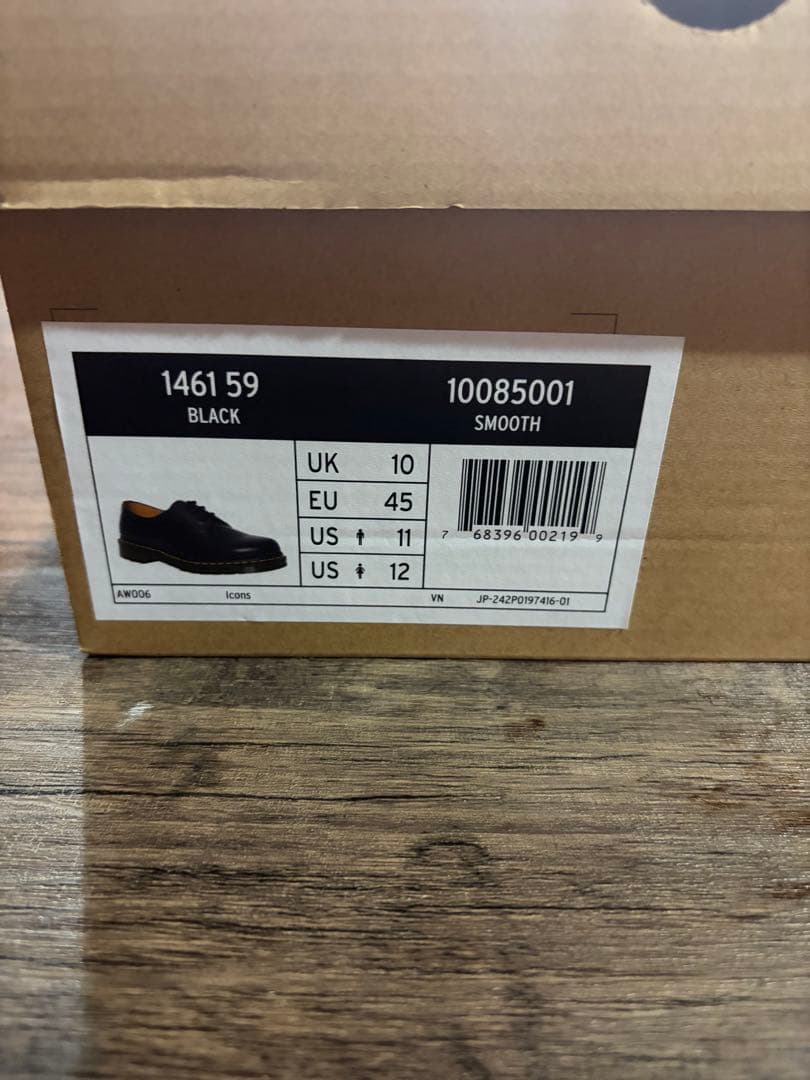 1461 59
BLACK
10085001
SMOOTH
UK 10
EU 45
US 11
US 12
7 68396 00219 9
AW006 Icons VN JP-242P0197416-01